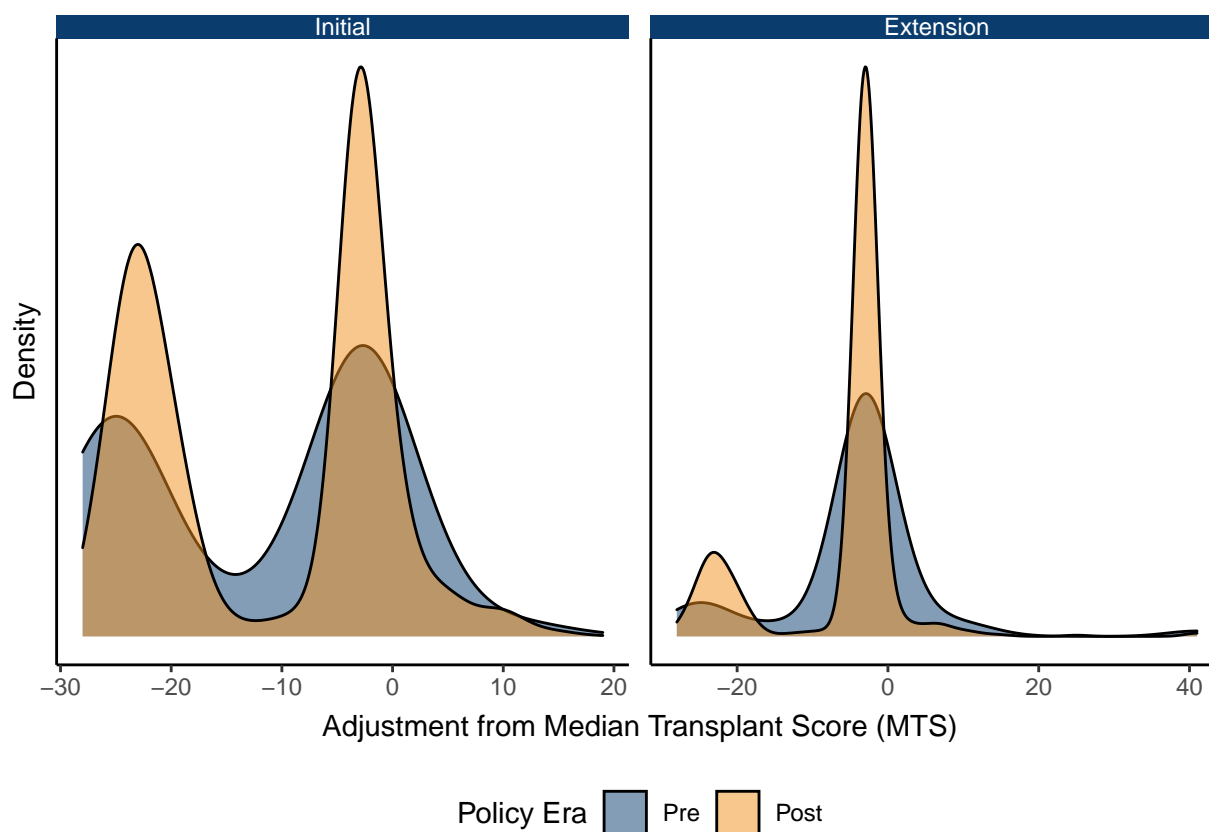 Initial
Extension
Density
−30 −20 −10 0 10 20
−20 0 20 40
Adjustment from Median Transplant Score (MTS)
Policy Era Pre Post